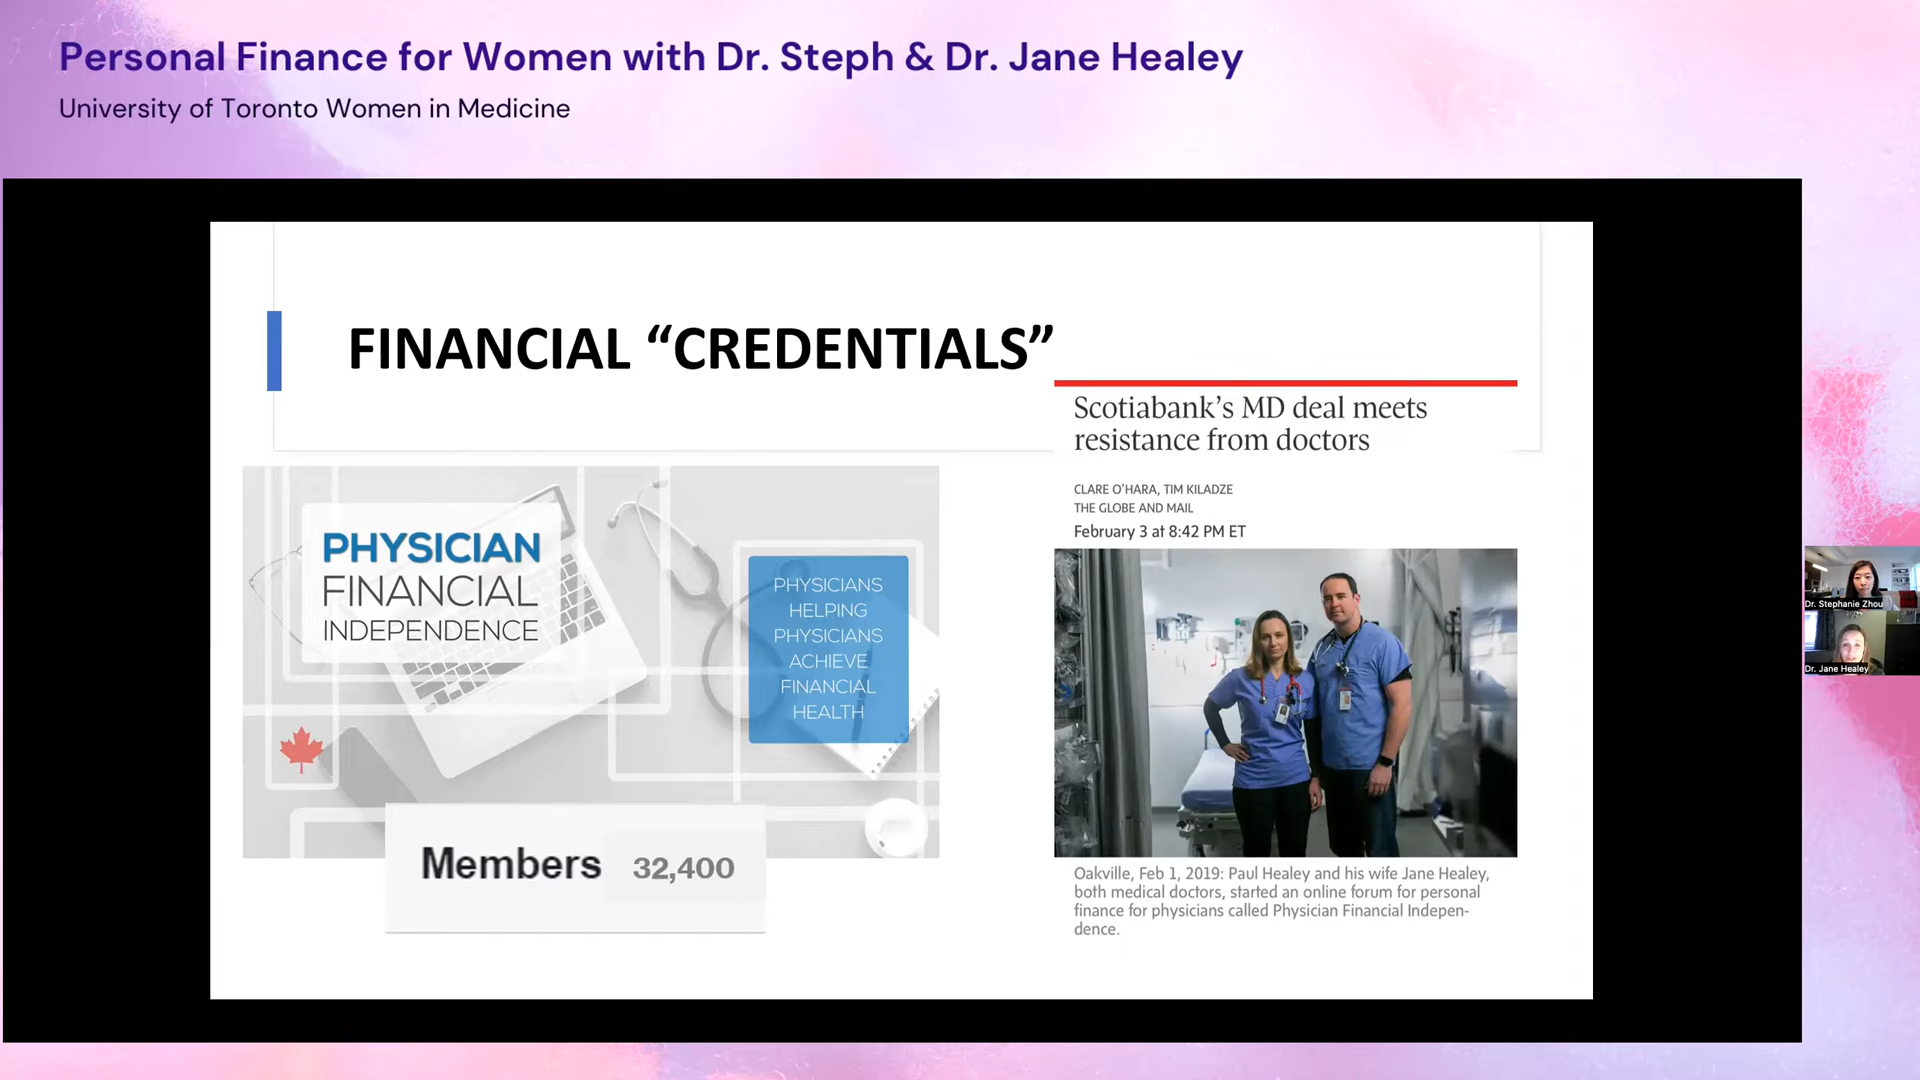 Personal Finance for Women with Dr. Steph & Dr. Jane Healey
University of Toronto Women in Medicine
FINANCIAL “CREDENTIALS”
PHYSICIAN
FINANCIAL
INDEPENDENCE
PHYSICIANS
HELPING
PHYSICIANS
ACHIEVE
FINANCIAL
HEALTH
Members 32,400
Scotiabank’s MD deal meets
resistance from doctors
CLARE O’HARA, TIM KILADZE
THE GLOBE AND MAIL
February 3 at 8:42 PM ET
Oakville, Feb 1, 2019: Paul Healey and his wife Jane Healey,
both medical doctors, started an online forum for personal
finance for physicians called Physician Financial Indepen-
dence.
Dr. Stephanie Zhou
Dr. Jane Healey